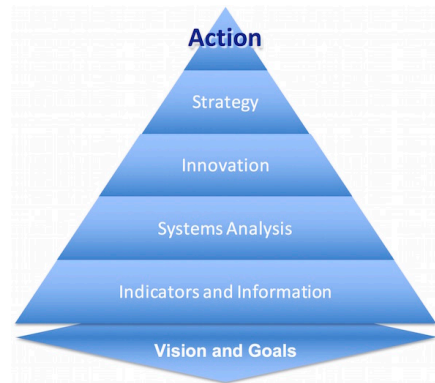 Action
Strategy
Innovation
Systems Analysis
Indicators and Information
Vision and Goals